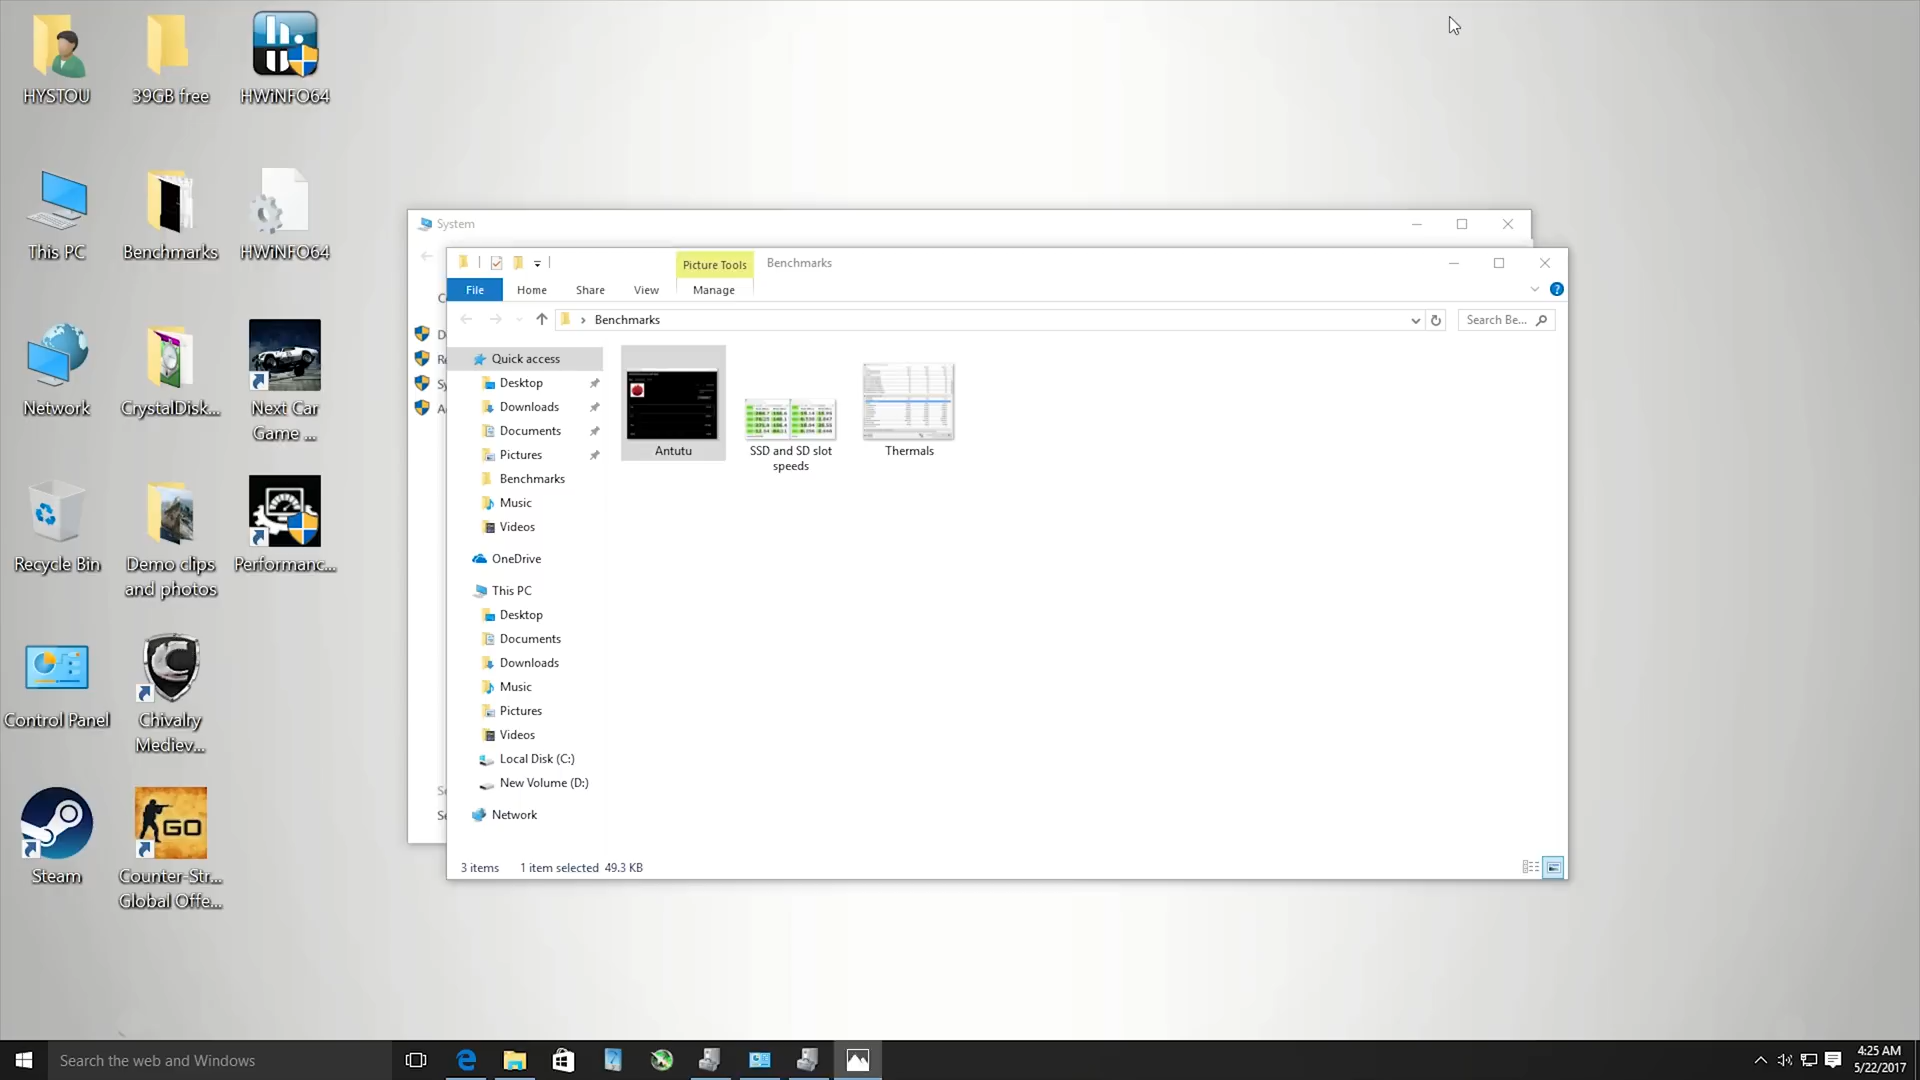 HYSTOU
39GB free
HWiNFO64
This PC
Benchmarks
HWiNFO64
Network
CrystalDisk...
Next Car
Game ...
Recycle Bin
Demo clips
and photos
Performanc...
Control Panel
Chivalry
Mediev...
Steam
GO
Counter-Str...
Global Offe...
System
Picture Tools
Benchmarks
File
Home
Share
View
Manage
Benchmarks
Search Be...
Quick access
Desktop
Downloads
Documents
Pictures
Benchmarks
Music
Videos
OneDrive
This PC
Desktop
Documents
Downloads
Music
Pictures
Videos
Local Disk (C:)
New Volume (D:)
Network
Antutu
SSD and SD slot
speeds
Thermals
3 items
1 item selected 49.3 KB
Search the web and Windows
4:25 AM
5/22/2017